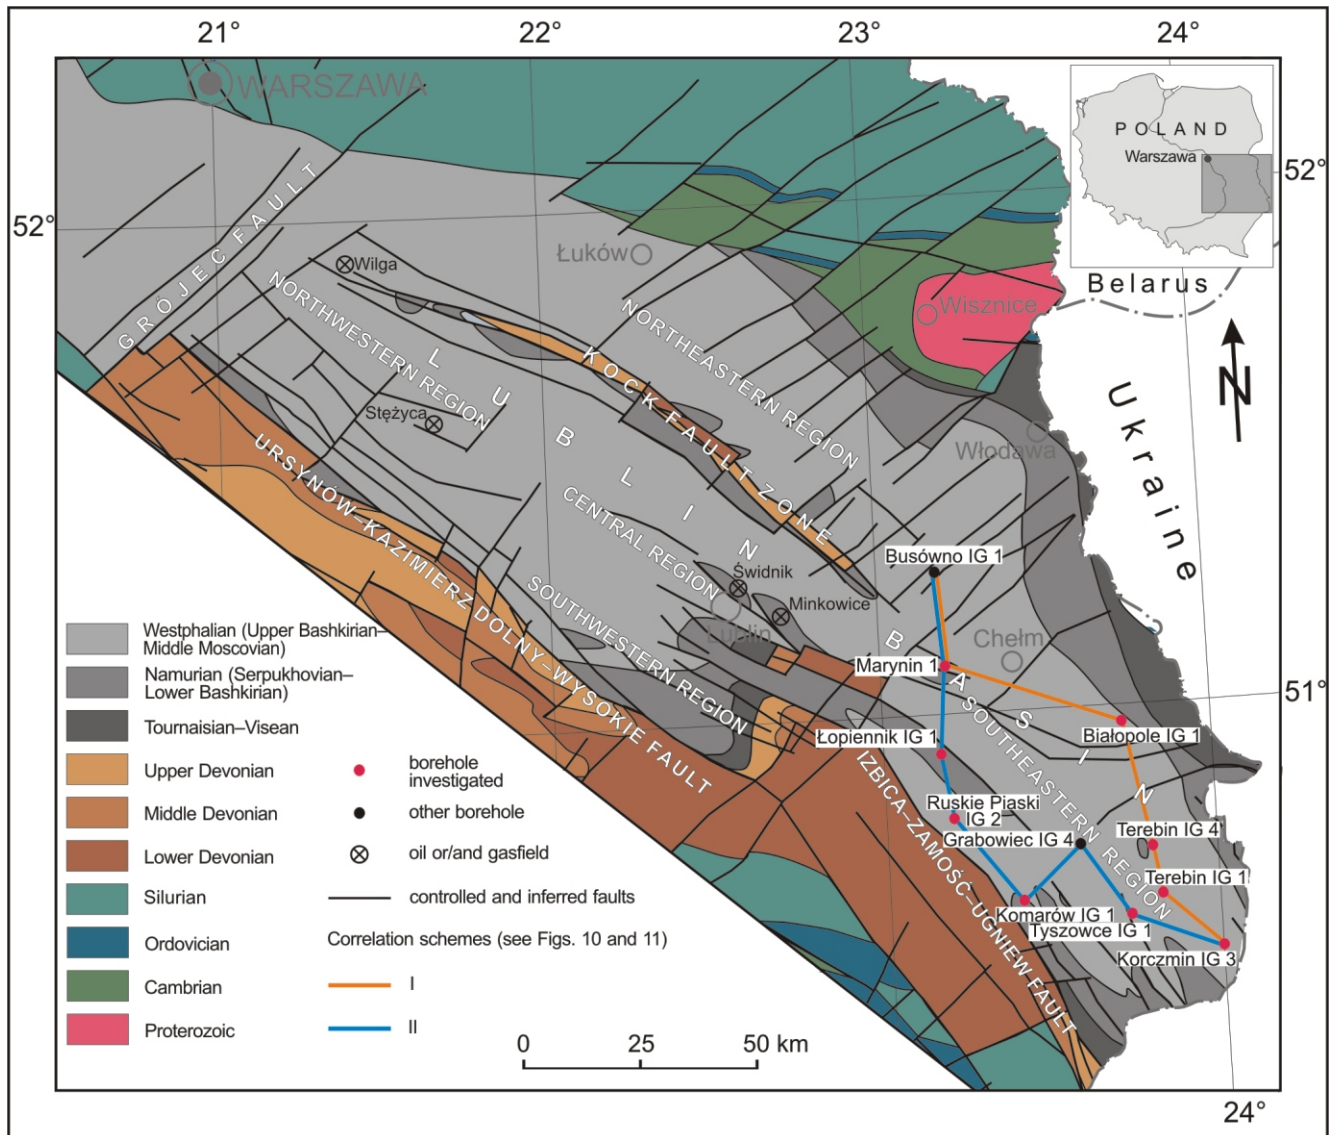 21°
22°
23°
24°
WARSZAWA
POLAND
Warszawa
52°
52°
GRÓJEC FAULT
Wilga
Łuków
Wisznice
Belarus
NORTHWESTERN REGION
NORTHEASTERN REGION
KOCK FAULT ZONE
LUBLIN BASIN
N
Ukraine
Stężyca
Włodawa
URSYNÓW–KAZIMIERZ DOLNY–WYSOKIE FAULT
CENTRAL REGION
SOUTHWESTERN REGION
Świdnik
Minkowice
Lublin
Busówno IG 1
Chełm
Marynin 1
51°
Łopiennik IG 1
Białopole IG 1
SOUTHEASTERN REGION
IZBICA–ZAMOŚĆ–UGNIEW FAULT
Ruskie Piaski
IG 2
Grabowiec IG 4
Terebin IG 4
Terebin IG 1
Komarów IG 1
Tyszowce IG 1
Korczmin IG 3
Westphalian (Upper Bashkirian–
Middle Moscovian)
Namurian (Serpukhovian–
Lower Bashkirian)
Tournaisian–Visean
Upper Devonian
Middle Devonian
Lower Devonian
Silurian
Ordovician
Cambrian
Proterozoic
borehole
investigated
other borehole
oil or/and gasfield
controlled and inferred faults
Correlation schemes (see Figs. 10 and 11)
I
II
0
25
50 km
24°